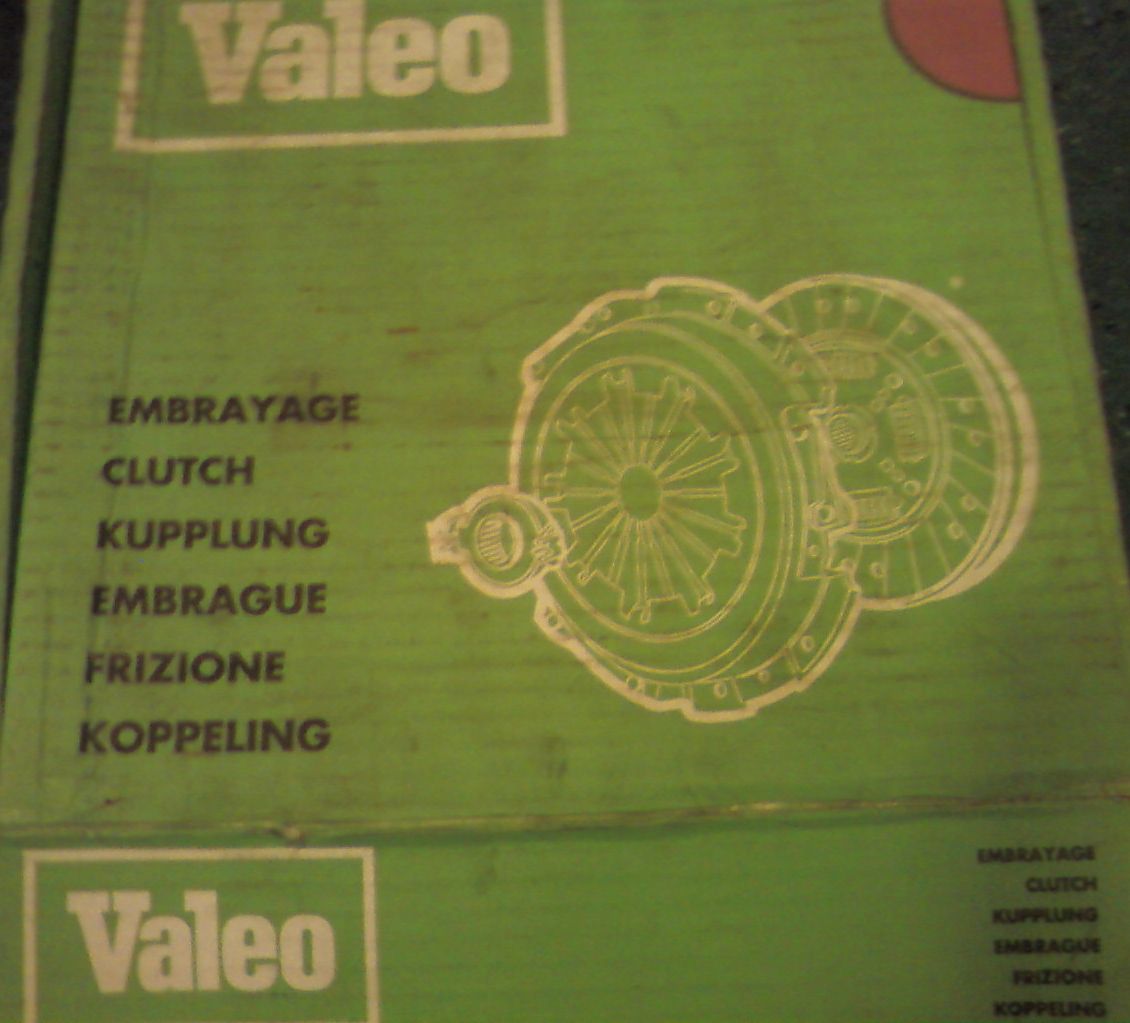 Valeo
EMBRAYAGE
CLUTCH
KUPPLUNG
EMBRAGUE
FRIZIONE
KOPPELING
Valeo
EMBRAYAGE
CLUTCH
KUPPLUNG
EMBRAGUE
FRIZIONE
KOPPELING